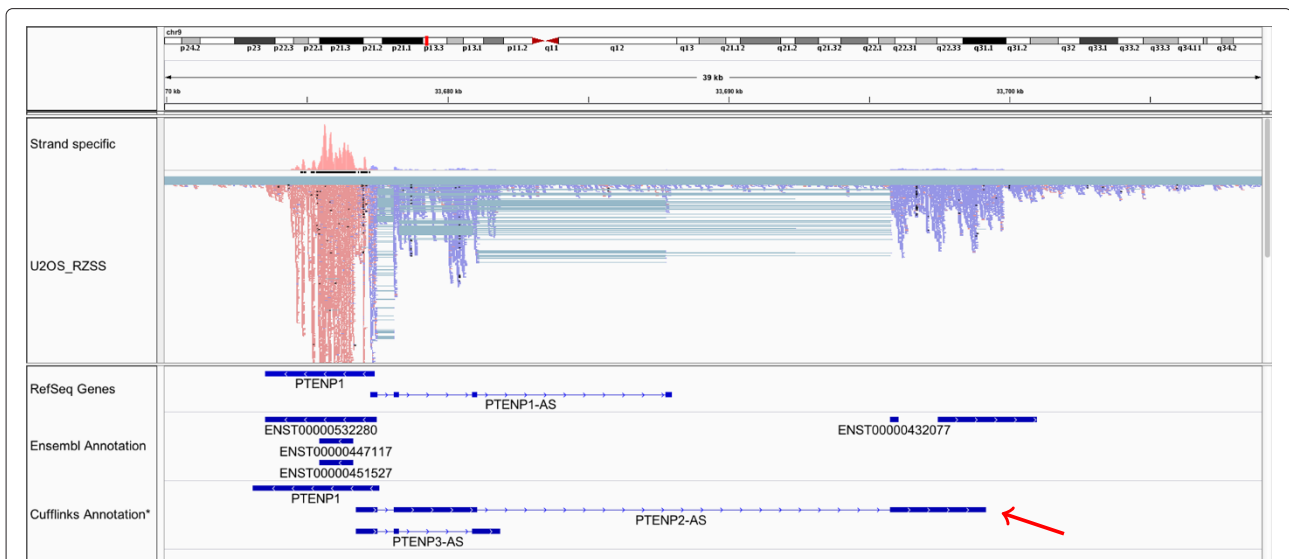 chr9
p24.2 p23 p22.3 p22.1 p21.3 p21.2 p21.1 p13.3 p13.1 p11.2 q11 q12 q13 q21.12 q21.2 q21.32 q22.1 q22.31 q22.33 q31.1 q31.2 q32 q33.1 q33.2 q33.3 q34.11 q34.2
39 kb
70 kb 33,680 kb 33,690 kb 33,700 kb
Strand specific
U2OS_RZSS
RefSeq Genes
PTENP1
PTENP1-AS
Ensembl Annotation
ENST00000532280
ENST00000432077
ENST00000447117
ENST00000451527
Cufflinks Annotation*
PTENP1
PTENP2-AS
PTENP3-AS